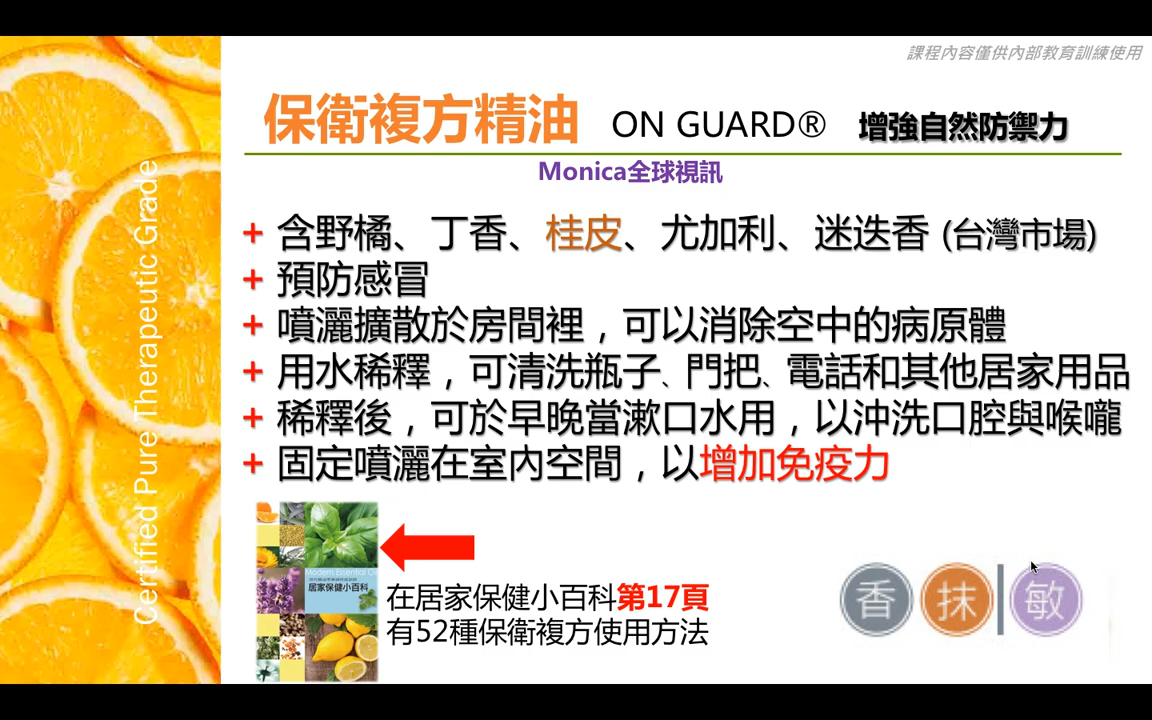 課程內容僅供內部教育訓練使用
保衛複方精油 ON GUARD® 增強自然防禦力
Monica全球視訊
Certified Pure Therapeutic Grade
+ 含野橘、丁香、桂皮、尤加利、迷迭香 (台灣市場)
+ 預防感冒
+ 噴灑擴散於房間裡，可以消除空中的病原體
+ 用水稀釋，可清洗瓶子、門把、電話和其他居家用品
+ 稀釋後，可於早晚當漱口水用，以沖洗口腔與喉嚨
+ 固定噴灑在室內空間，以增加免疫力
Modern Essential
居家保健小百科
在居家保健小百科第17頁
有52種保衛複方使用方法
香抹|敏